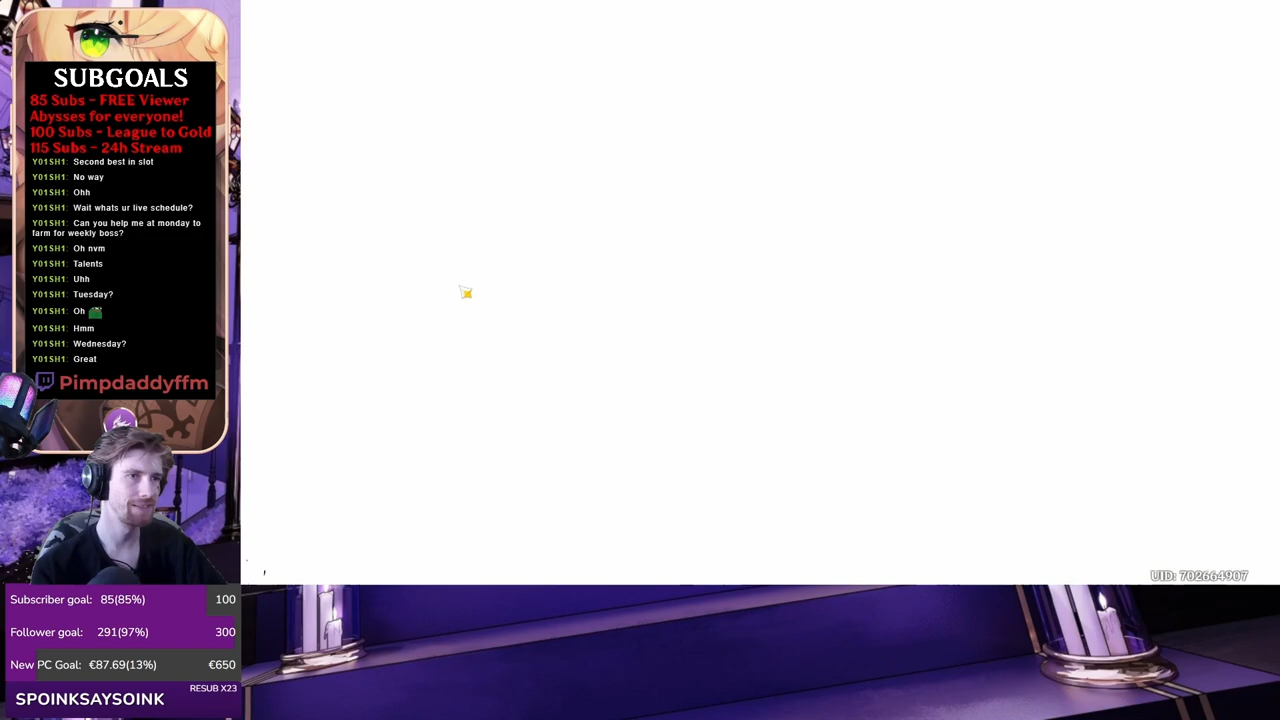 SUBGOALS
85 Subs - FREE Viewer
Abysses for everyone!
100 Subs - League to Gold
115 Subs - 24h Stream
Y01SH1: Second best in slot
Y01SH1: No way
Y01SH1: Ohh
Y01SH1: Wait whats ur live schedule?
Y01SH1: Can you help me at monday to
farm for weekly boss?
Y01SH1: Oh nvm
Y01SH1: Talents
Y01SH1: Uhh
Y01SH1: Tuesday?
Y01SH1: Oh
Y01SH1: Hmm
Y01SH1: Wednesday?
Y01SH1: Great
Pimpdaddyffm
Subscriber goal: 85(85%) 100
Follower goal: 291(97%) 300
New PC Goal: €87.69(13%) €650
SPOINKSAYSOINK RESUB X23
UID: 702664907